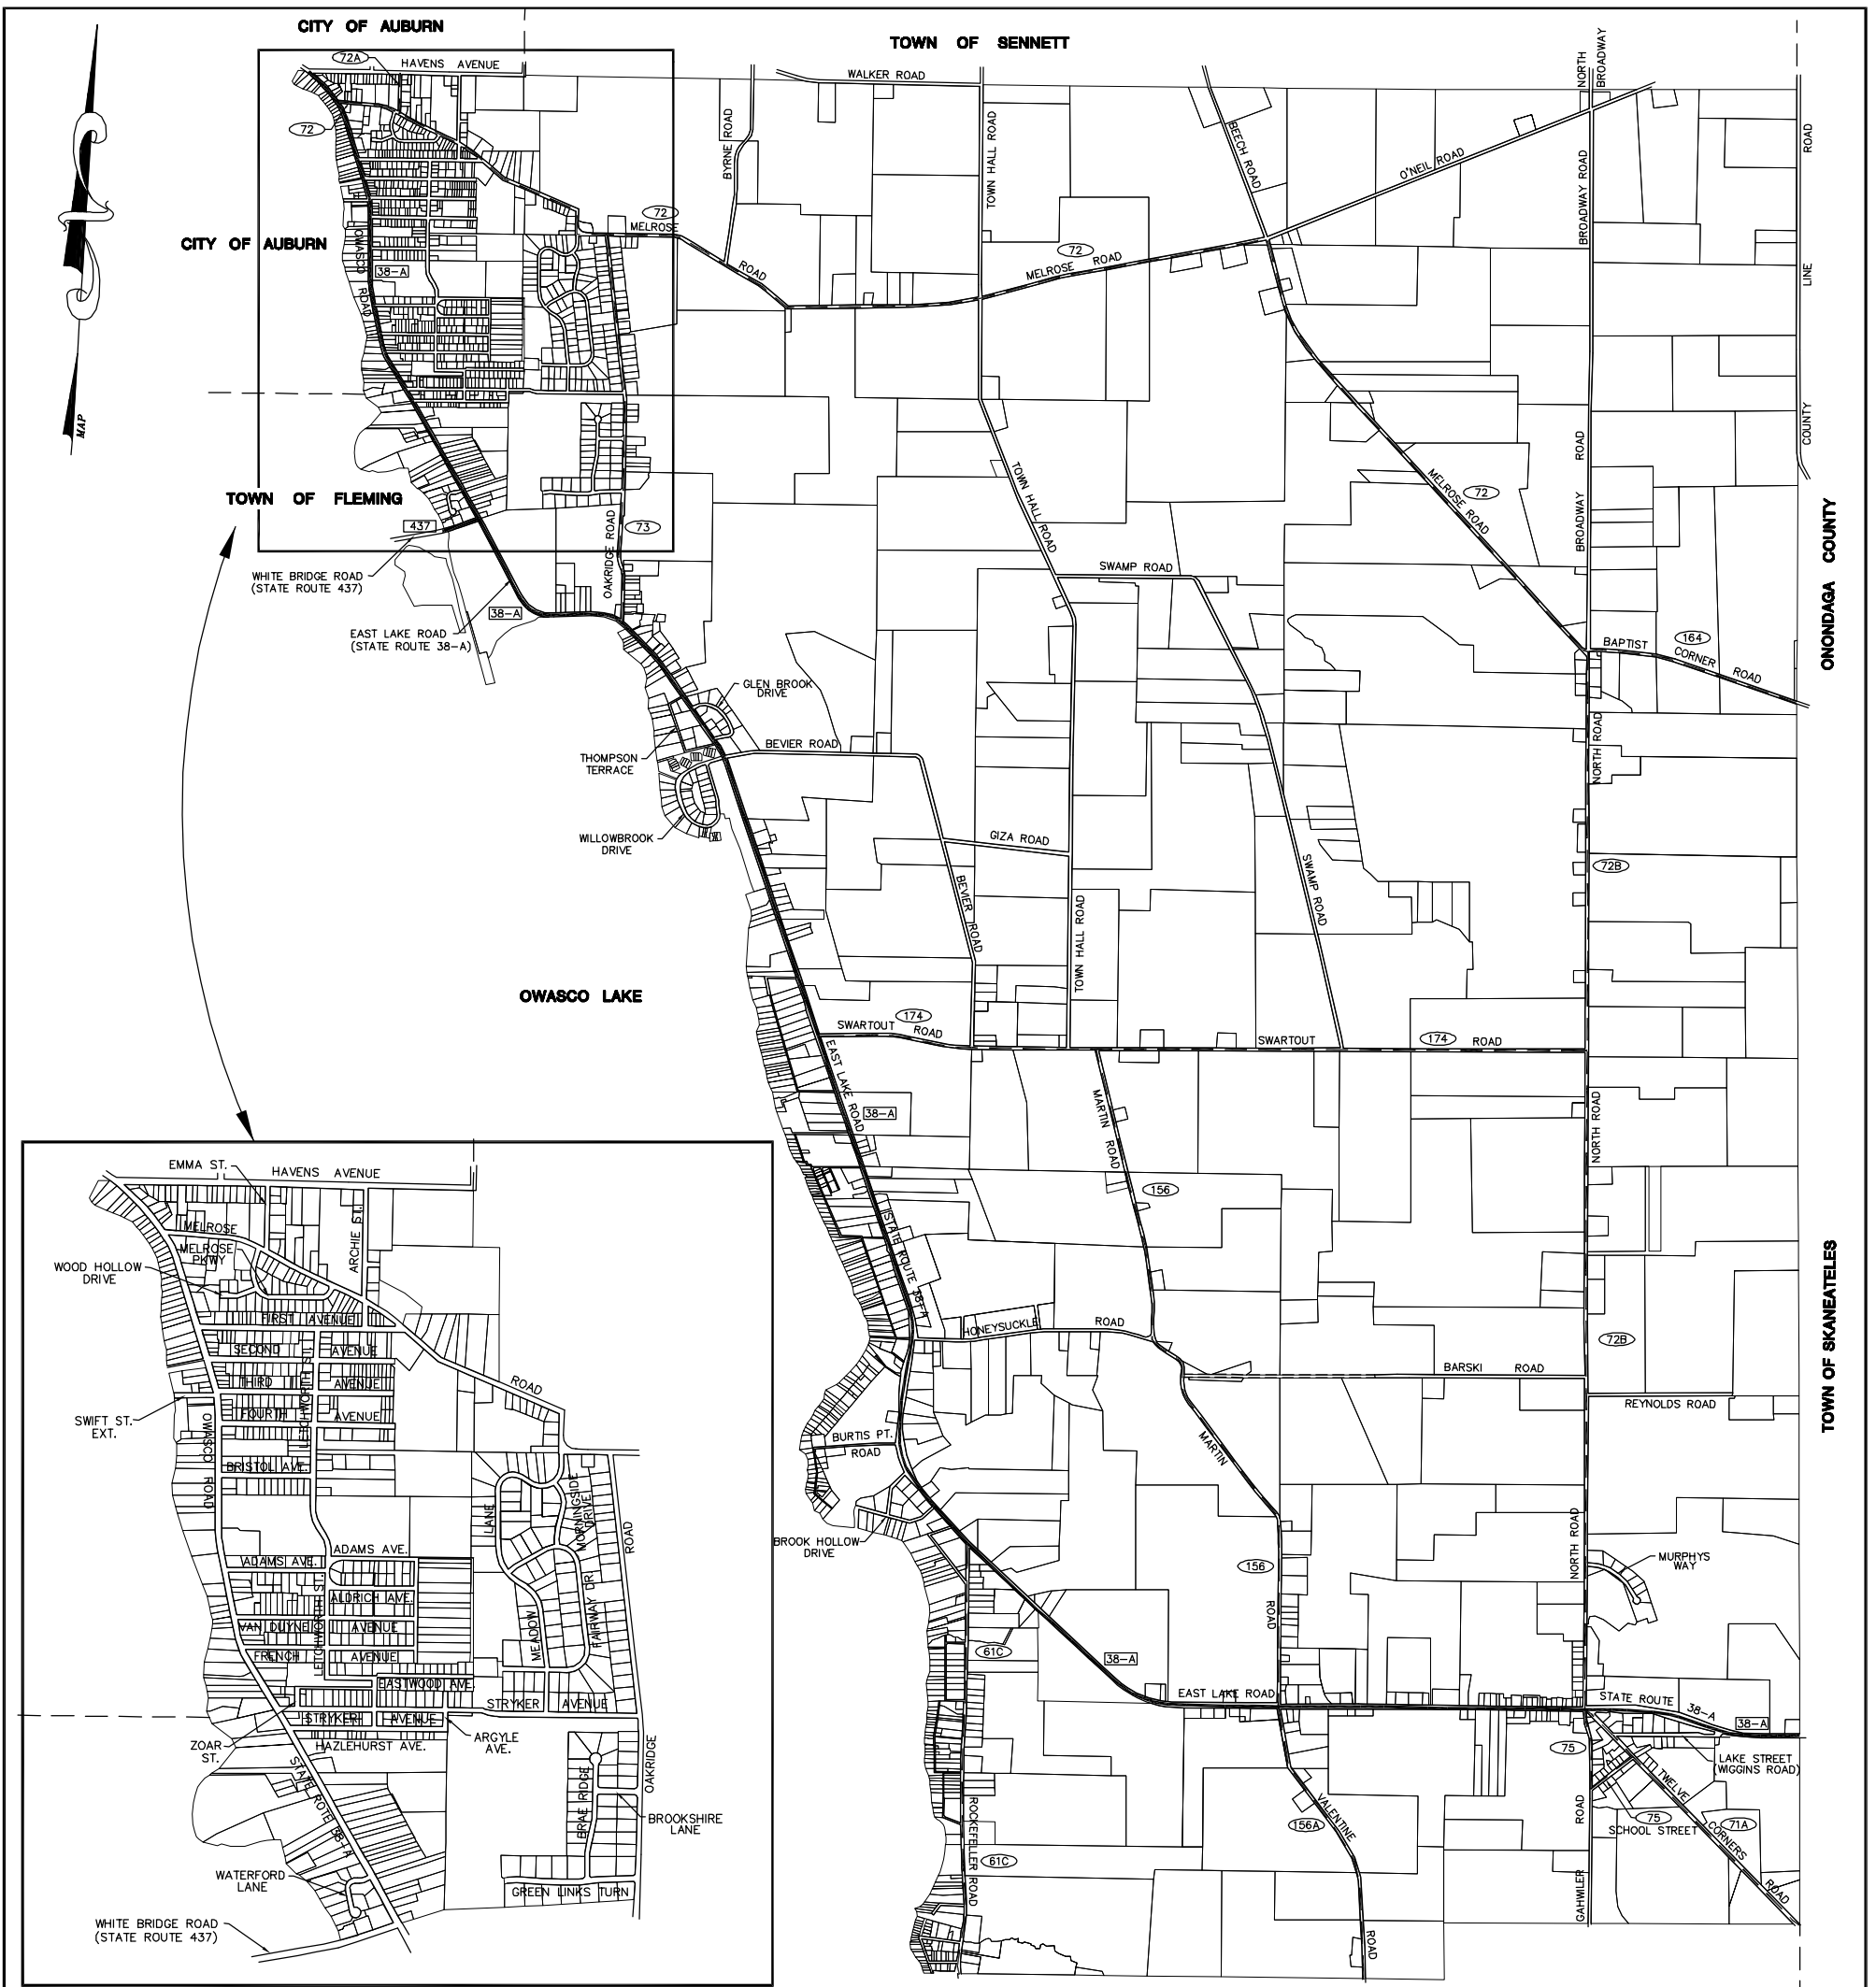 CITY OF AUBURN
TOWN OF SENNETT
NORTH
BROADWAY
72A
HAVENS AVENUE
WALKER ROAD
72
BYRNE ROAD
TOWN HALL ROAD
BEECH ROAD
O'NEIL ROAD
BROADWAY ROAD
ROAD
LINE
COUNTY
CITY OF AUBURN
OWASCO
ROAD
38-A
72
MELROSE
ROAD
72
MELROSE ROAD
MAP
TOWN OF FLEMING
437
OAKRIDGE ROAD
73
TOWN HALL ROAD
72
MELROSE ROAD
BROADWAY
ROAD
ONONDAGA COUNTY
WHITE BRIDGE ROAD
(STATE ROUTE 437)
38-A
EAST LAKE ROAD
(STATE ROUTE 38-A)
SWAMP ROAD
BAPTIST
164
CORNER
ROAD
GLEN BROOK
DRIVE
THOMPSON
TERRACE
BEVIER ROAD
NORTH ROAD
WILLOWBROOK
DRIVE
GIZA ROAD
SWAMP ROAD
72B
BEVIER
ROAD
TOWN HALL ROAD
OWASCO LAKE
174
SWARTOUT ROAD
SWARTOUT
174
ROAD
EAST LAKE ROAD
38-A
MARTIN
ROAD
NORTH ROAD
156
STATE ROUTE 38-A
HONEYSUCKLE ROAD
72B
TOWN OF SKANEATELES
BARSKI ROAD
REYNOLDS ROAD
BURTIS PT.
ROAD
MARTIN
BROOK HOLLOW
DRIVE
156
ROAD
NORTH ROAD
MURPHYS
WAY
61C
38-A
EAST LAKE ROAD
STATE ROUTE
38-A
38-A
75
LAKE STREET
(WIGGINS ROAD)
ROCKEFELLER ROAD
VALENTINE
156A
ROAD
TWELVE
CORNERS
ROAD
75
SCHOOL STREET
71A
61C
GAHWILER
ROAD
EMMA ST.
HAVENS AVENUE
MELROSE
ARCHIE ST.
MELROSE
PKWY
WOOD HOLLOW
DRIVE
FIRST AVENUE
SECOND AVENUE
LETCHWORTH ST.
THIRD AVENUE
ROAD
SWIFT ST.
EXT.
FOURTH AVENUE
OWASCO ROAD
BRISTOL AVE.
LANE
MORNINGSIDE
DRIVE
ROAD
ADAMS AVE.
ADAMS AVE.
LETCHWORTH ST.
ALDRICH AVE.
VAN DUYNE AVENUE
FRENCH AVENUE
MEADOW
FAIRWAY DR.
EASTWOOD AVE.
STRYKER AVENUE
STRYKER AVENUE
ARGYLE
AVE.
ZOAR
ST.
HAZLEHURST AVE.
STATE ROTE 38-A
OAKRIDGE
BRAE RIDGE
BROOKSHIRE
LANE
WATERFORD
LANE
GREEN LINKS TURN
WHITE BRIDGE ROAD
(STATE ROUTE 437)